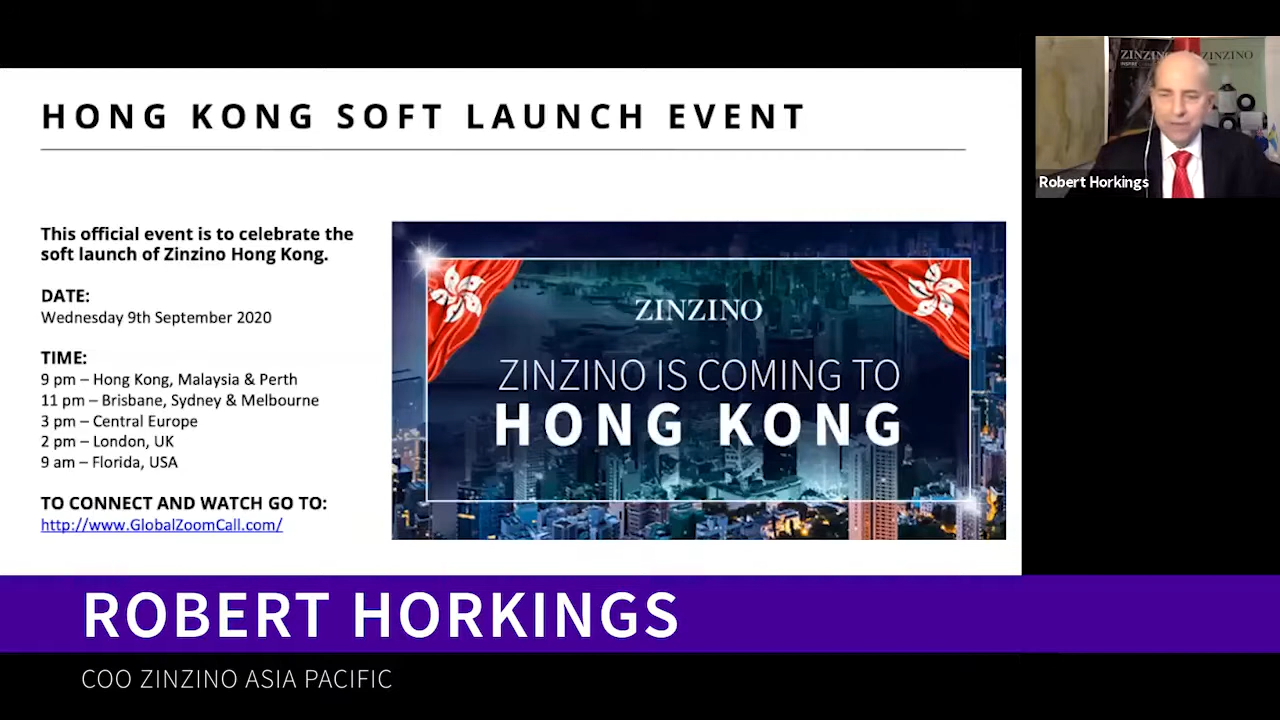 HONG KONG SOFT LAUNCH EVENT
This official event is to celebrate the
soft launch of Zinzino Hong Kong.
DATE:
Wednesday 9th September 2020
TIME:
9 pm – Hong Kong, Malaysia & Perth
11 pm – Brisbane, Sydney & Melbourne
3 pm – Central Europe
2 pm – London, UK
9 am – Florida, USA
TO CONNECT AND WATCH GO TO:
http://www.GlobalZoomCall.com/
ZINZINO
ZINZINO IS COMING TO
HONG KONG
ZINZINO
ZINZINO
Robert Horkings
ROBERT HORKINGS
COO ZINZINO ASIA PACIFIC